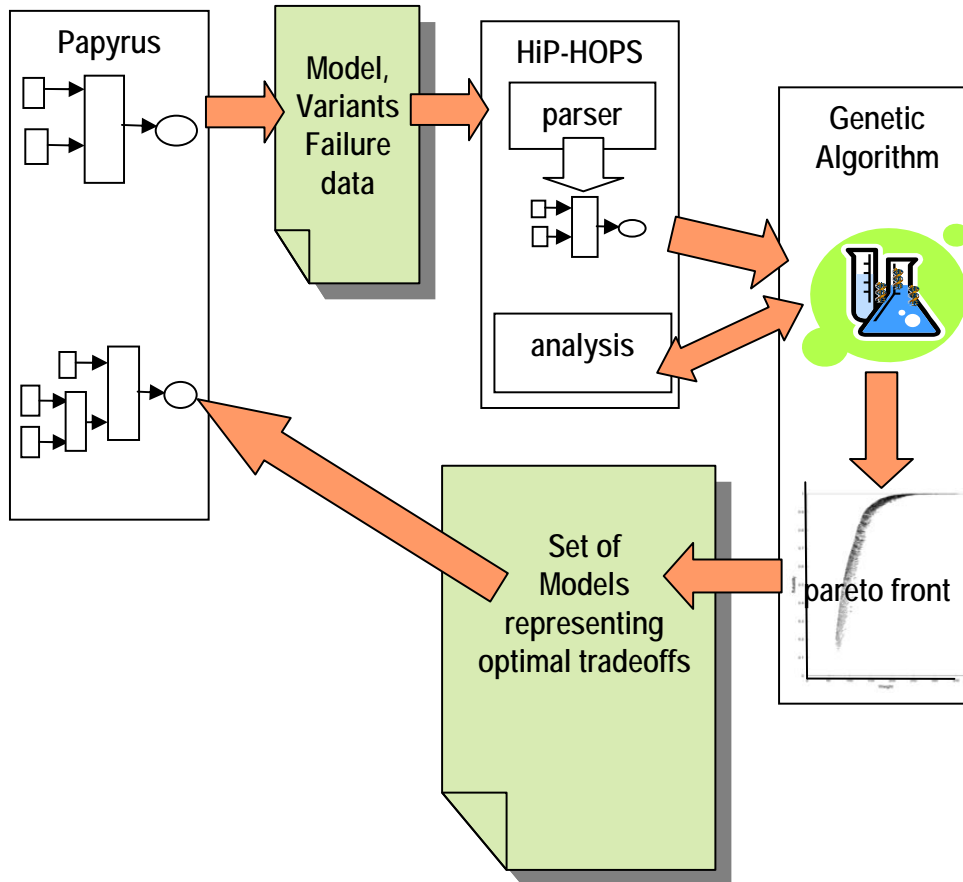 Papyrus
Model,
Variants
Failure
data
HiP-HOPS
parser
analysis
Genetic
Algorithm
pareto front
Set of
Models
representing
optimal tradeoffs